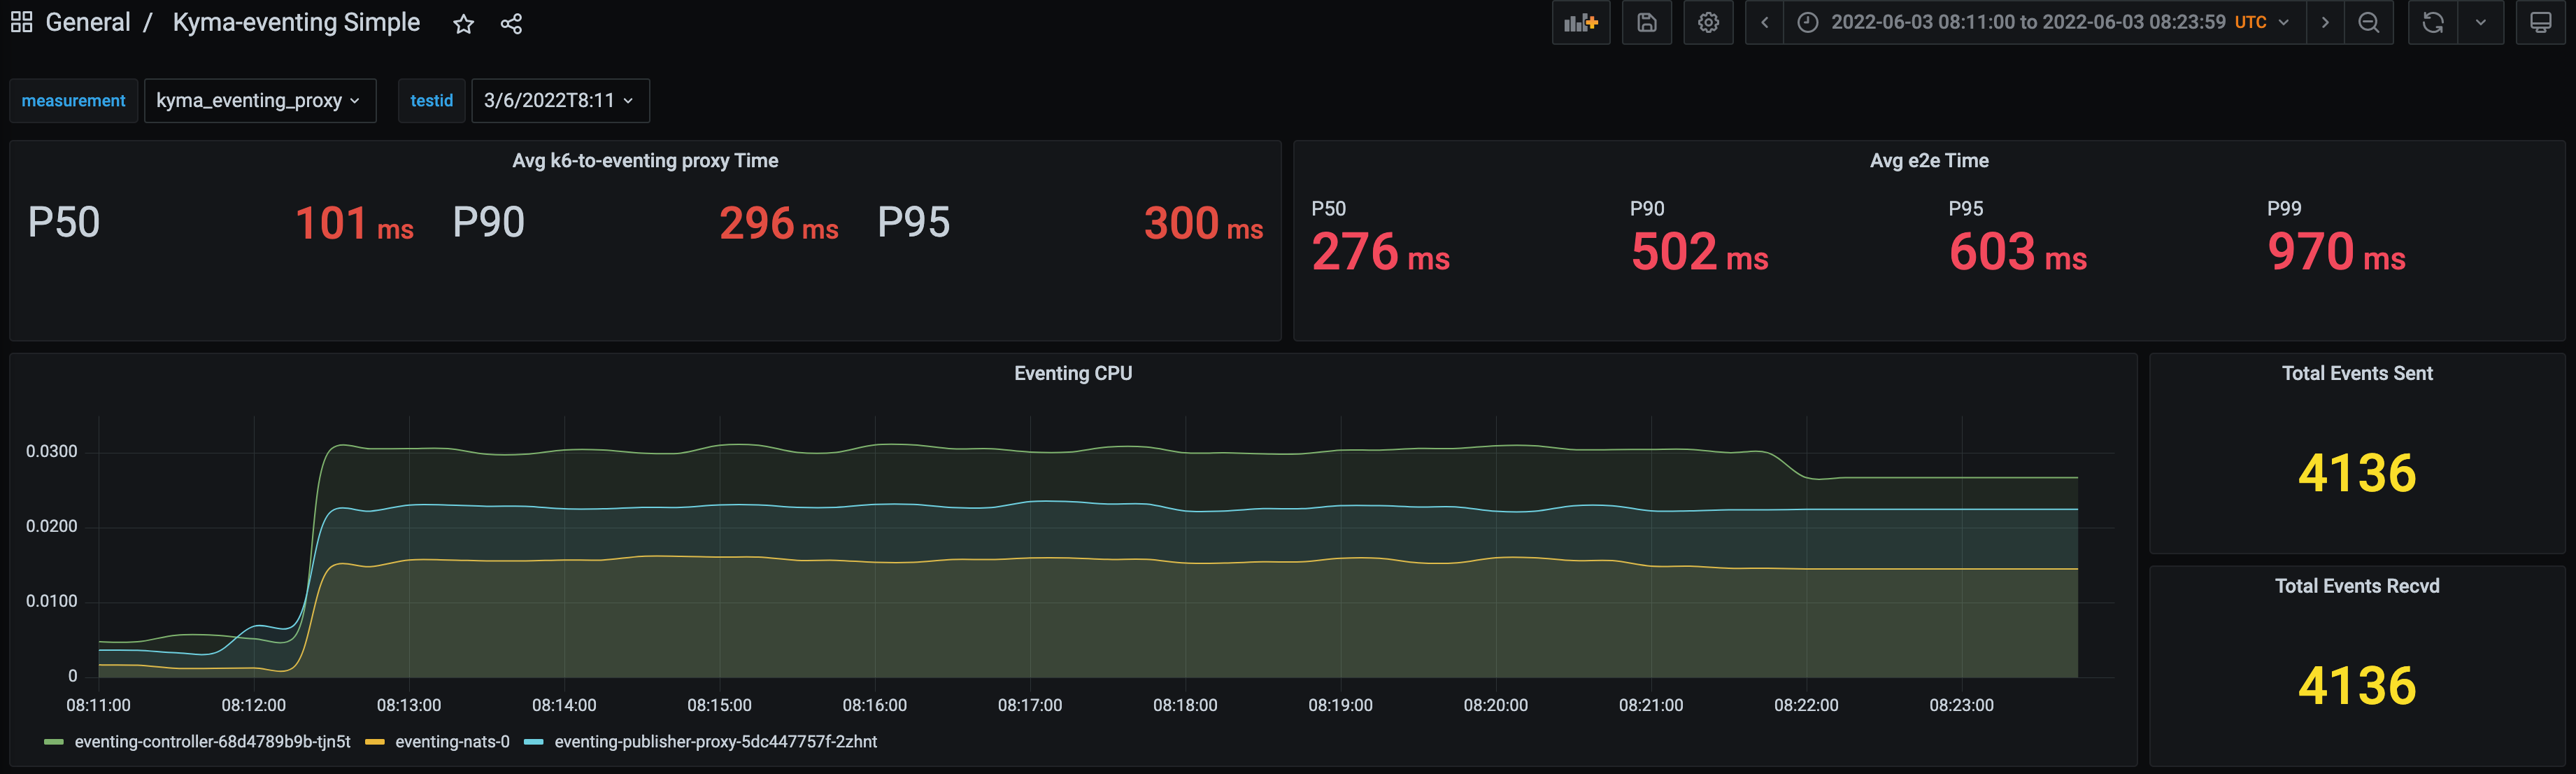 General / Kyma-eventing Simple
2022-06-03 08:11:00 to 2022-06-03 08:23:59 UTC
measurement kyma_eventing_proxy testid 3/6/2022T8:11
Avg k6-to-eventing proxy Time
P50 101 ms P90 296 ms P95 300 ms
Avg e2e Time
P50 P90 P95 P99
276 ms 502 ms 603 ms 970 ms
Eventing CPU
0.0300
0.0200
0.0100
0
08:11:00 08:12:00 08:13:00 08:14:00 08:15:00 08:16:00 08:17:00 08:18:00 08:19:00 08:20:00 08:21:00 08:22:00 08:23:00
eventing-controller-68d4789b9b-tjn5t eventing-nats-0 eventing-publisher-proxy-5dc447757f-2zhnt
Total Events Sent
4136
Total Events Recvd
4136